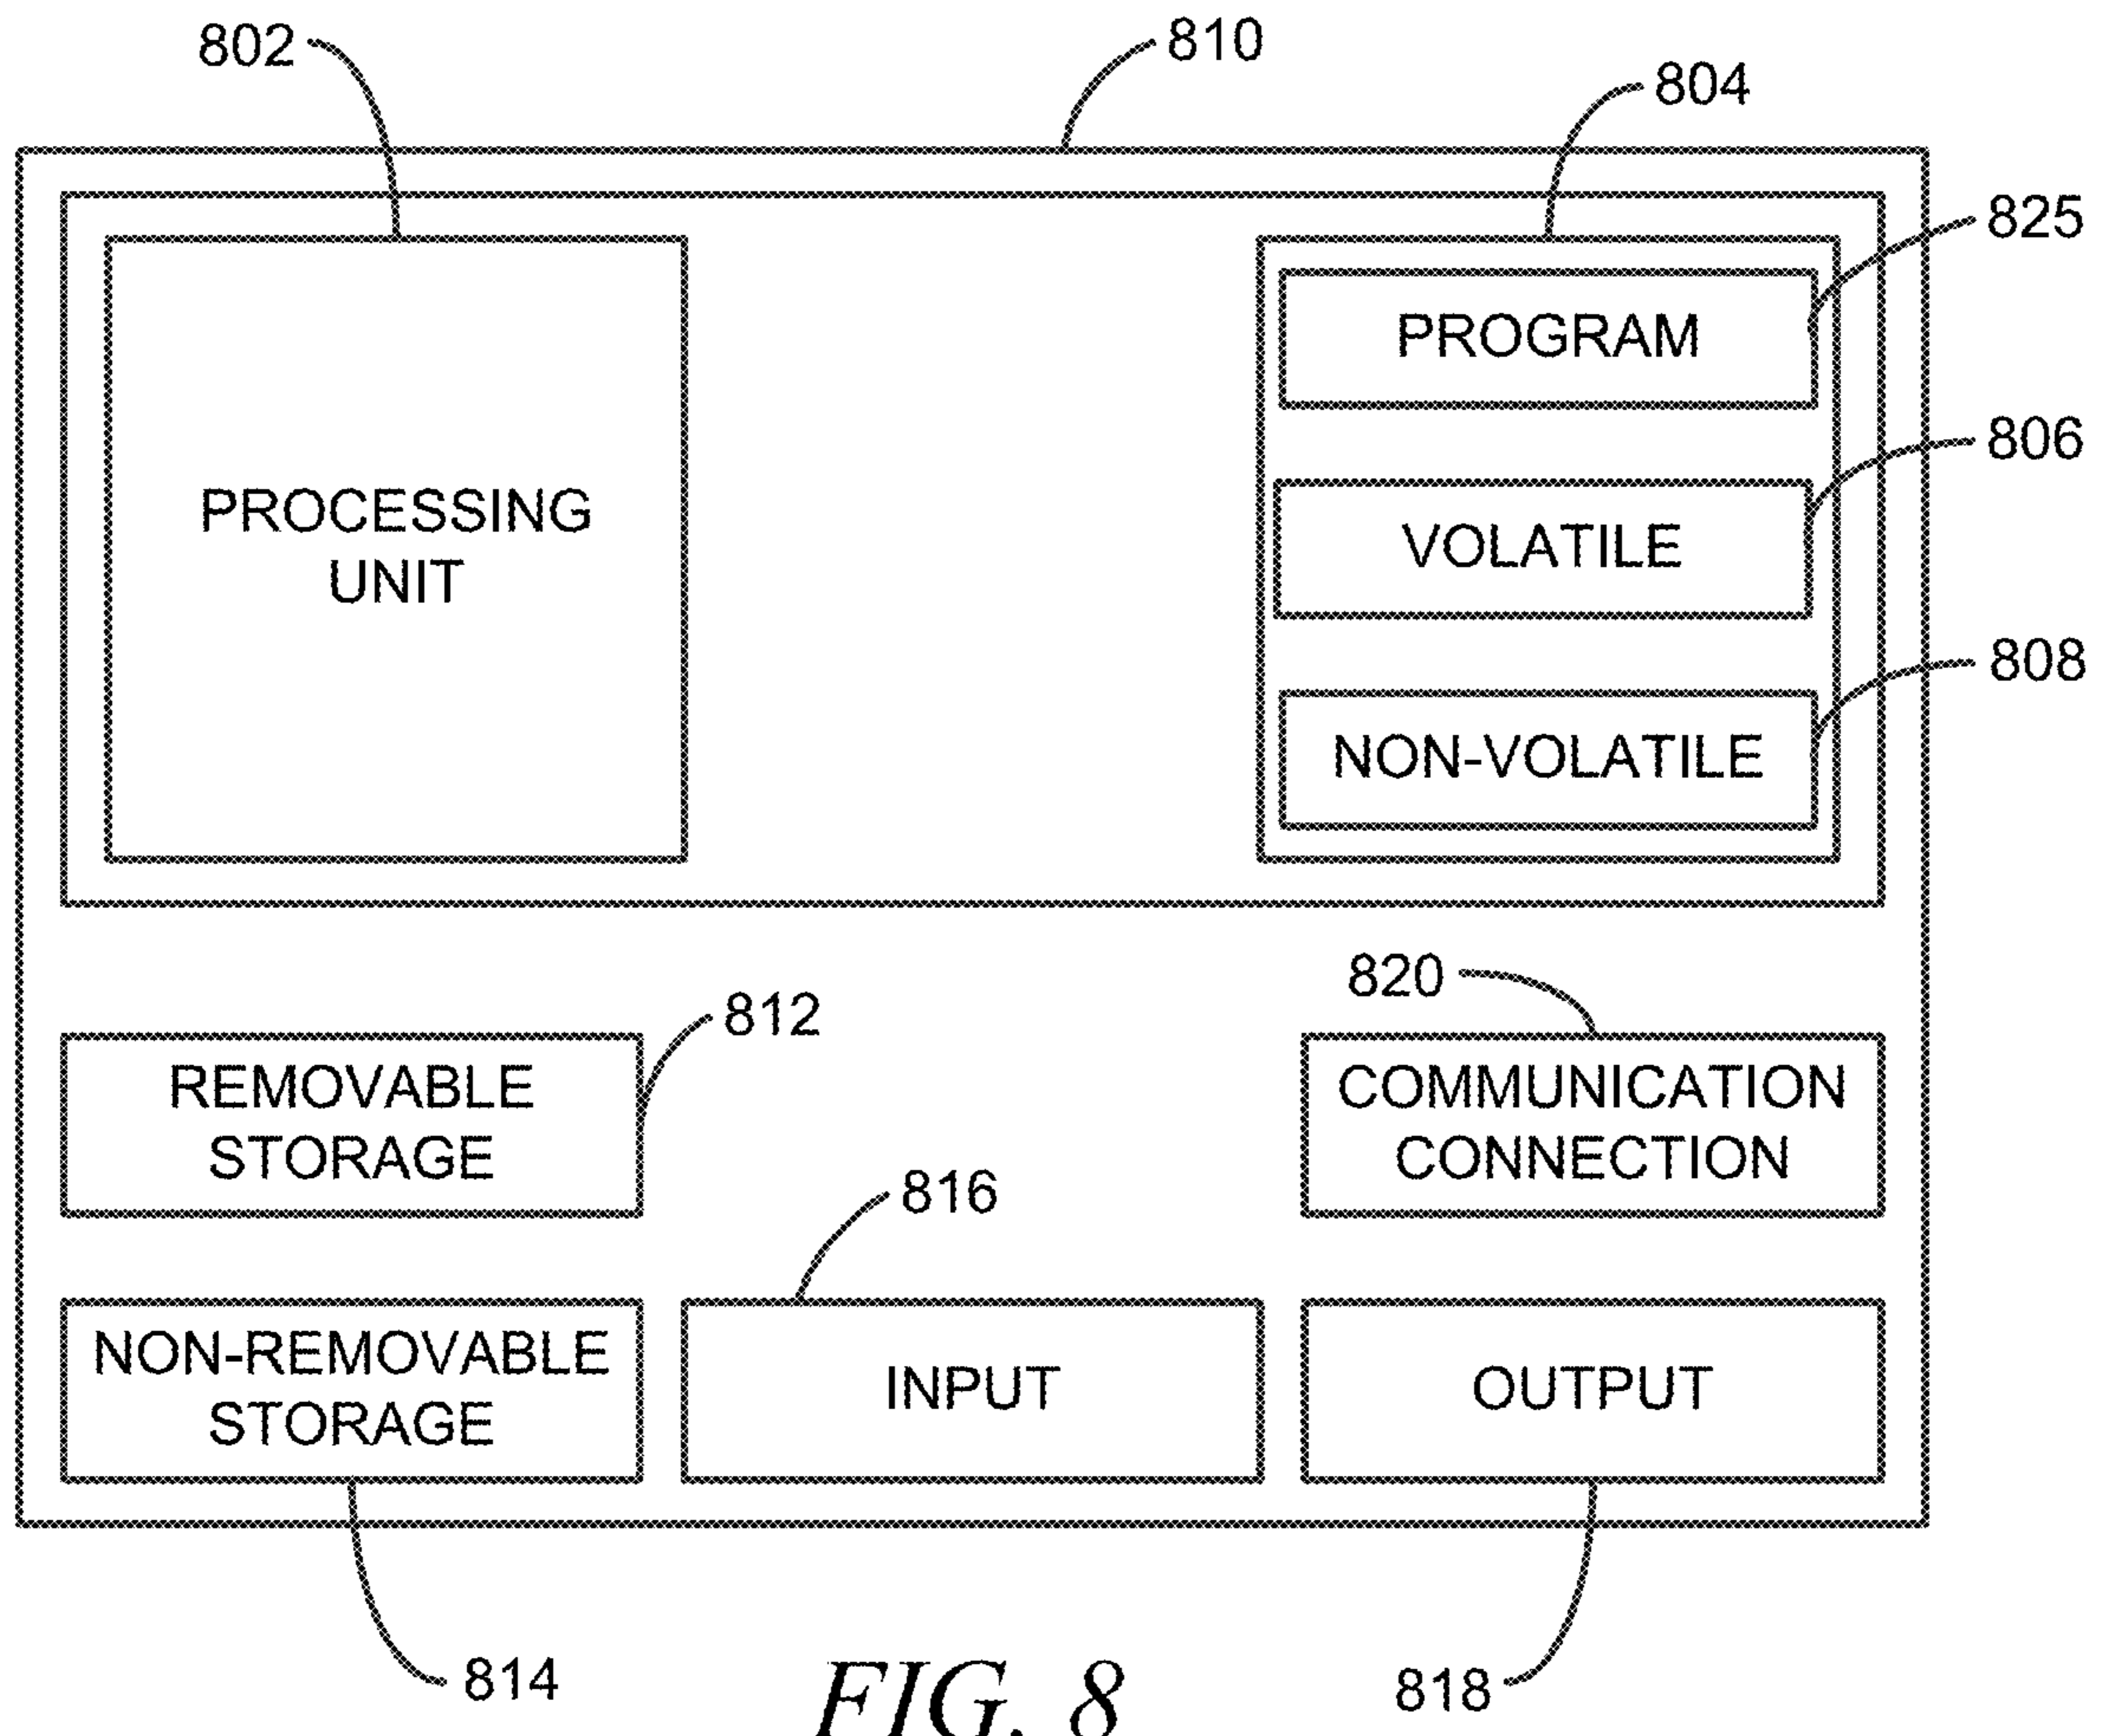 802
810
804
825
PROGRAM
806
PROCESSING
UNIT
VOLATILE
808
NON-VOLATILE
820
812
REMOVABLE
STORAGE
COMMUNICATION
CONNECTION
816
NON-REMOVABLE
STORAGE
INPUT
OUTPUT
814
818
FIG. 8